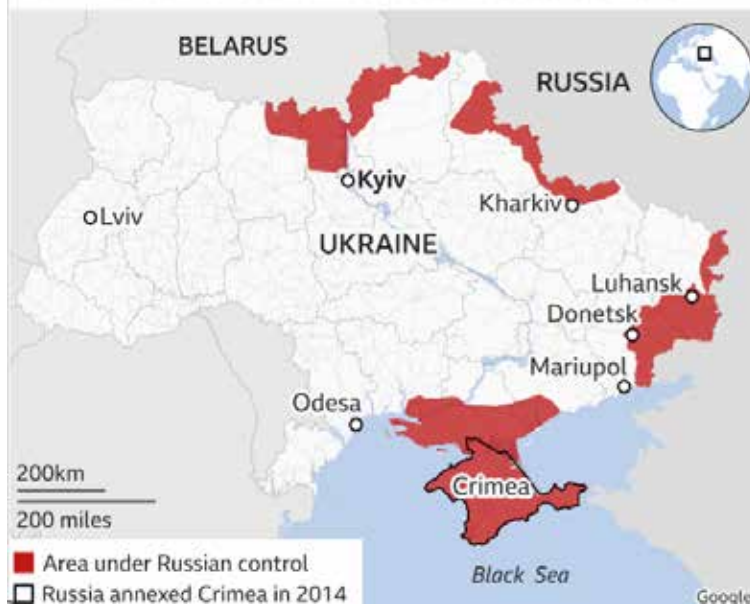 BELARUS
RUSSIA
Kyiv
Lviv
Kharkiv
UKRAINE
Luhansk
Donetsk
Mariupol
Odesa
Crimea
200km
200 miles
Black Sea
Area under Russian control
Russia annexed Crimea in 2014
Google